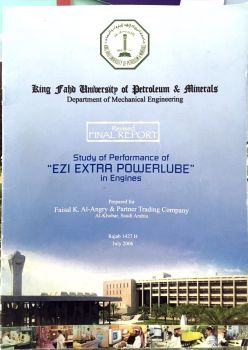 King Fahd University of Petroleum & Minerals
Department of Mechanical Engineering
Revised
FINAL REPORT
Study of Performance of
"EZI EXTRA POWERLUBE"
in Engines
Prepared for
Faisal K. Al-Angry & Partner Trading Company
Al-Khobar, Saudi Arabia
Rajab 1427 H
July 2006